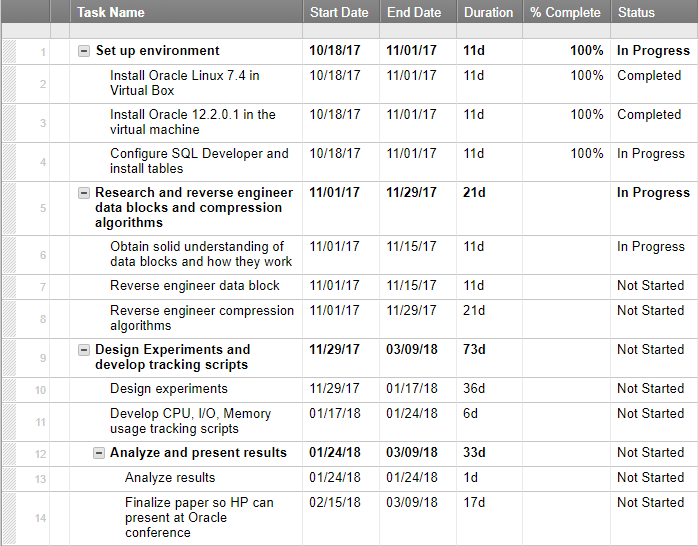 Task Name Start Date End Date Duration % Complete Status
1 Set up environment 10/18/17 11/01/17 11d 100% In Progress
2 Install Oracle Linux 7.4 in Virtual Box 10/18/17 11/01/17 11d 100% Completed
3 Install Oracle 12.2.0.1 in the virtual machine 10/18/17 11/01/17 11d 100% Completed
4 Configure SQL Developer and install tables 10/18/17 11/01/17 11d 100% In Progress
5 Research and reverse engineer data blocks and compression algorithms 11/01/17 11/29/17 21d In Progress
6 Obtain solid understanding of data blocks and how they work 11/01/17 11/15/17 11d In Progress
7 Reverse engineer data block 11/01/17 11/15/17 11d Not Started
8 Reverse engineer compression algorithms 11/01/17 11/29/17 21d Not Started
9 Design Experiments and develop tracking scripts 11/29/17 03/09/18 73d Not Started
10 Design experiments 11/29/17 01/17/18 36d Not Started
11 Develop CPU, I/O, Memory usage tracking scripts 01/17/18 01/24/18 6d Not Started
12 Analyze and present results 01/24/18 03/09/18 33d Not Started
13 Analyze results 01/24/18 01/24/18 1d Not Started
14 Finalize paper so HP can present at Oracle conference 02/15/18 03/09/18 17d Not Started